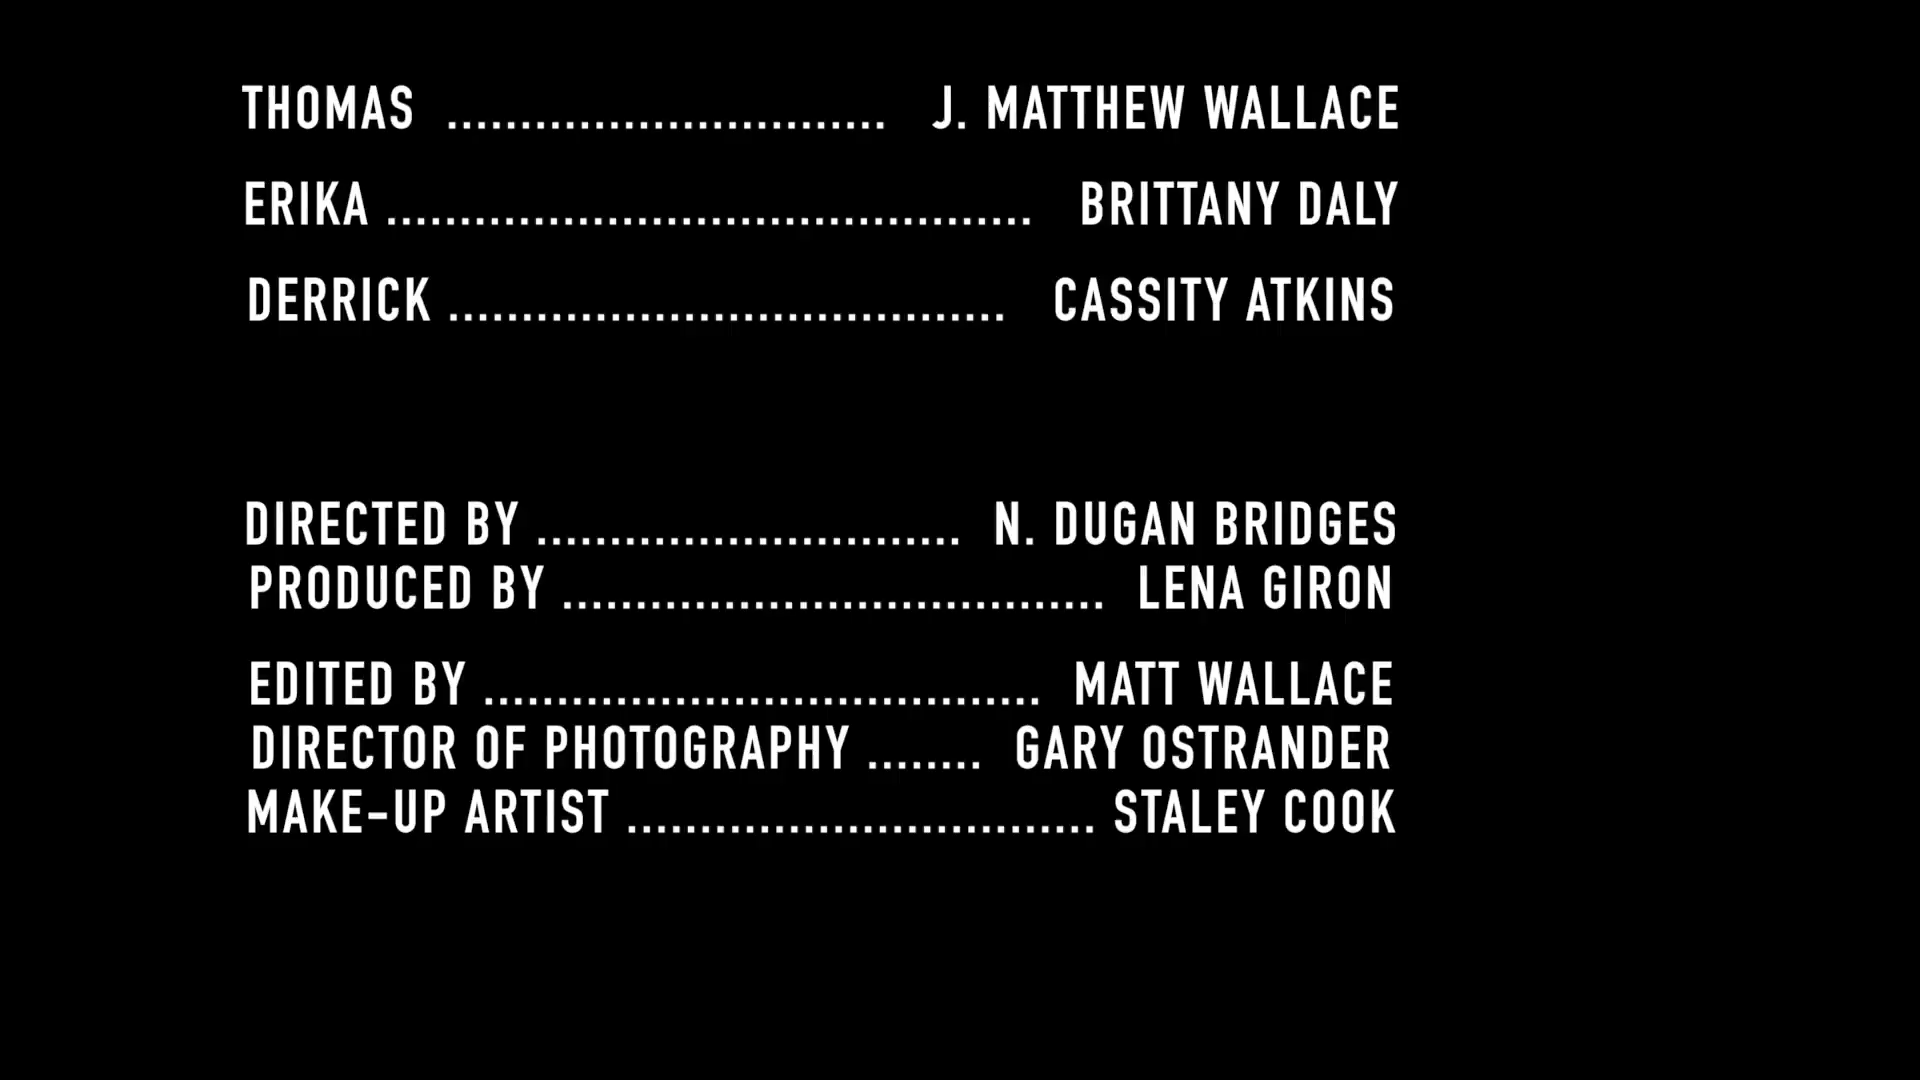 THOMAS .............................. J. MATTHEW WALLACE
ERIKA ............................................ BRITTANY DALY
DERRICK ...................................... CASSITY ATKINS
DIRECTED BY ............................. N. DUGAN BRIDGES
PRODUCED BY ..................................... LENA GIRON
EDITED BY ...................................... MATT WALLACE
DIRECTOR OF PHOTOGRAPHY ........ GARY OSTRANDER
MAKE-UP ARTIST ................................ STALEY COOK